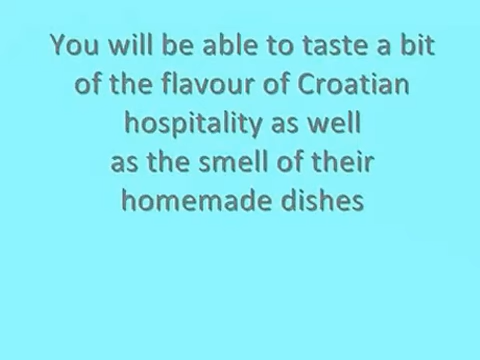 You will be able to taste a bit
of the flavour of Croatian
hospitality as well
as the smell of their
homemade dishes